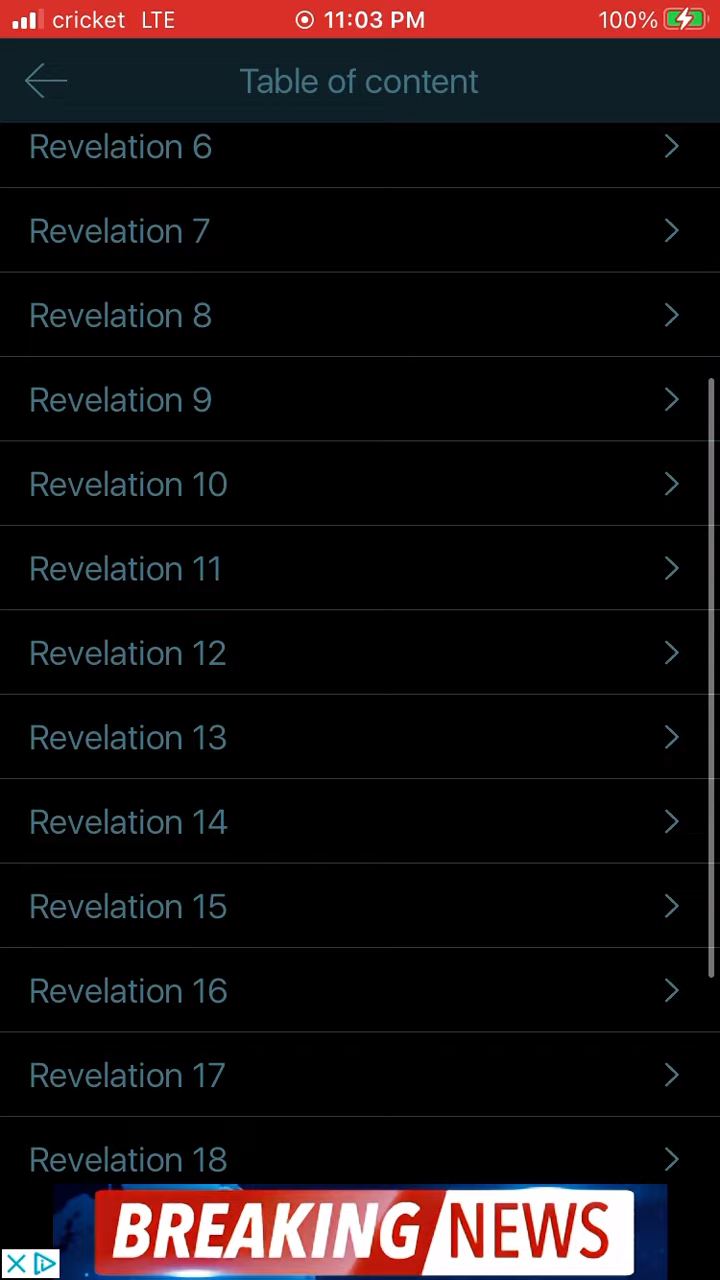 cricket LTE 11:03 PM 100%
Table of content
Revelation 6
Revelation 7
Revelation 8
Revelation 9
Revelation 10
Revelation 11
Revelation 12
Revelation 13
Revelation 14
Revelation 15
Revelation 16
Revelation 17
Revelation 18
BREAKING NEWS